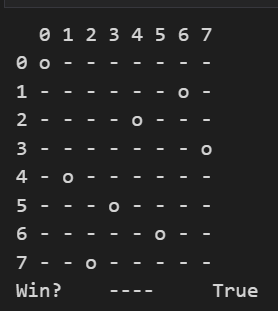 0 1 2 3 4 5 6 7
0 o - - - - - - -
1 - - - - - - o -
2 - - - - o - - -
3 - - - - - - - o
4 - o - - - - - -
5 - - - o - - - -
6 - - - - - o - -
7 - - o - - - - -
Win?    ----     True